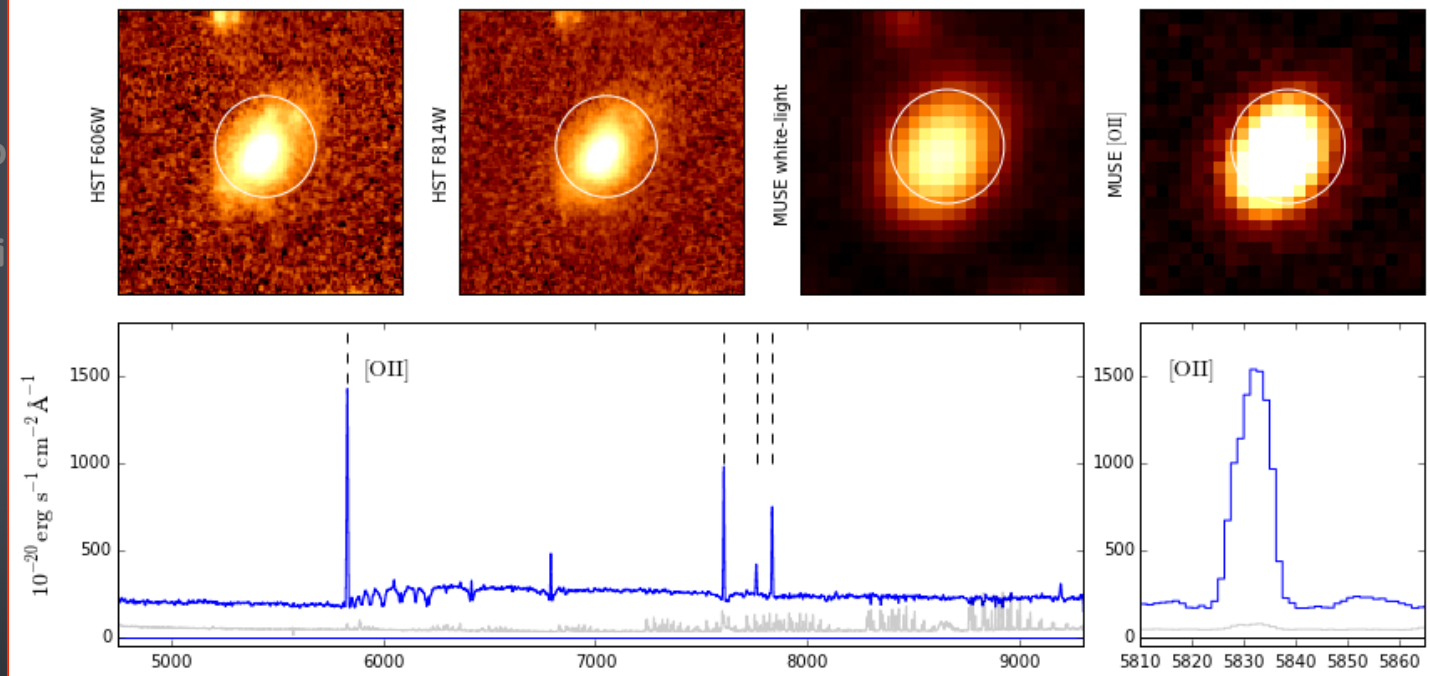 HST F606W
HST F814W
MUSE white-light
MUSE [OII]
10⁻²⁰ erg s⁻¹ cm⁻² Å⁻¹
1500
1000
500
0
[OII]
5000 6000 7000 8000 9000
1500
1000
500
0
[OII]
5810 5820 5830 5840 5850 5860